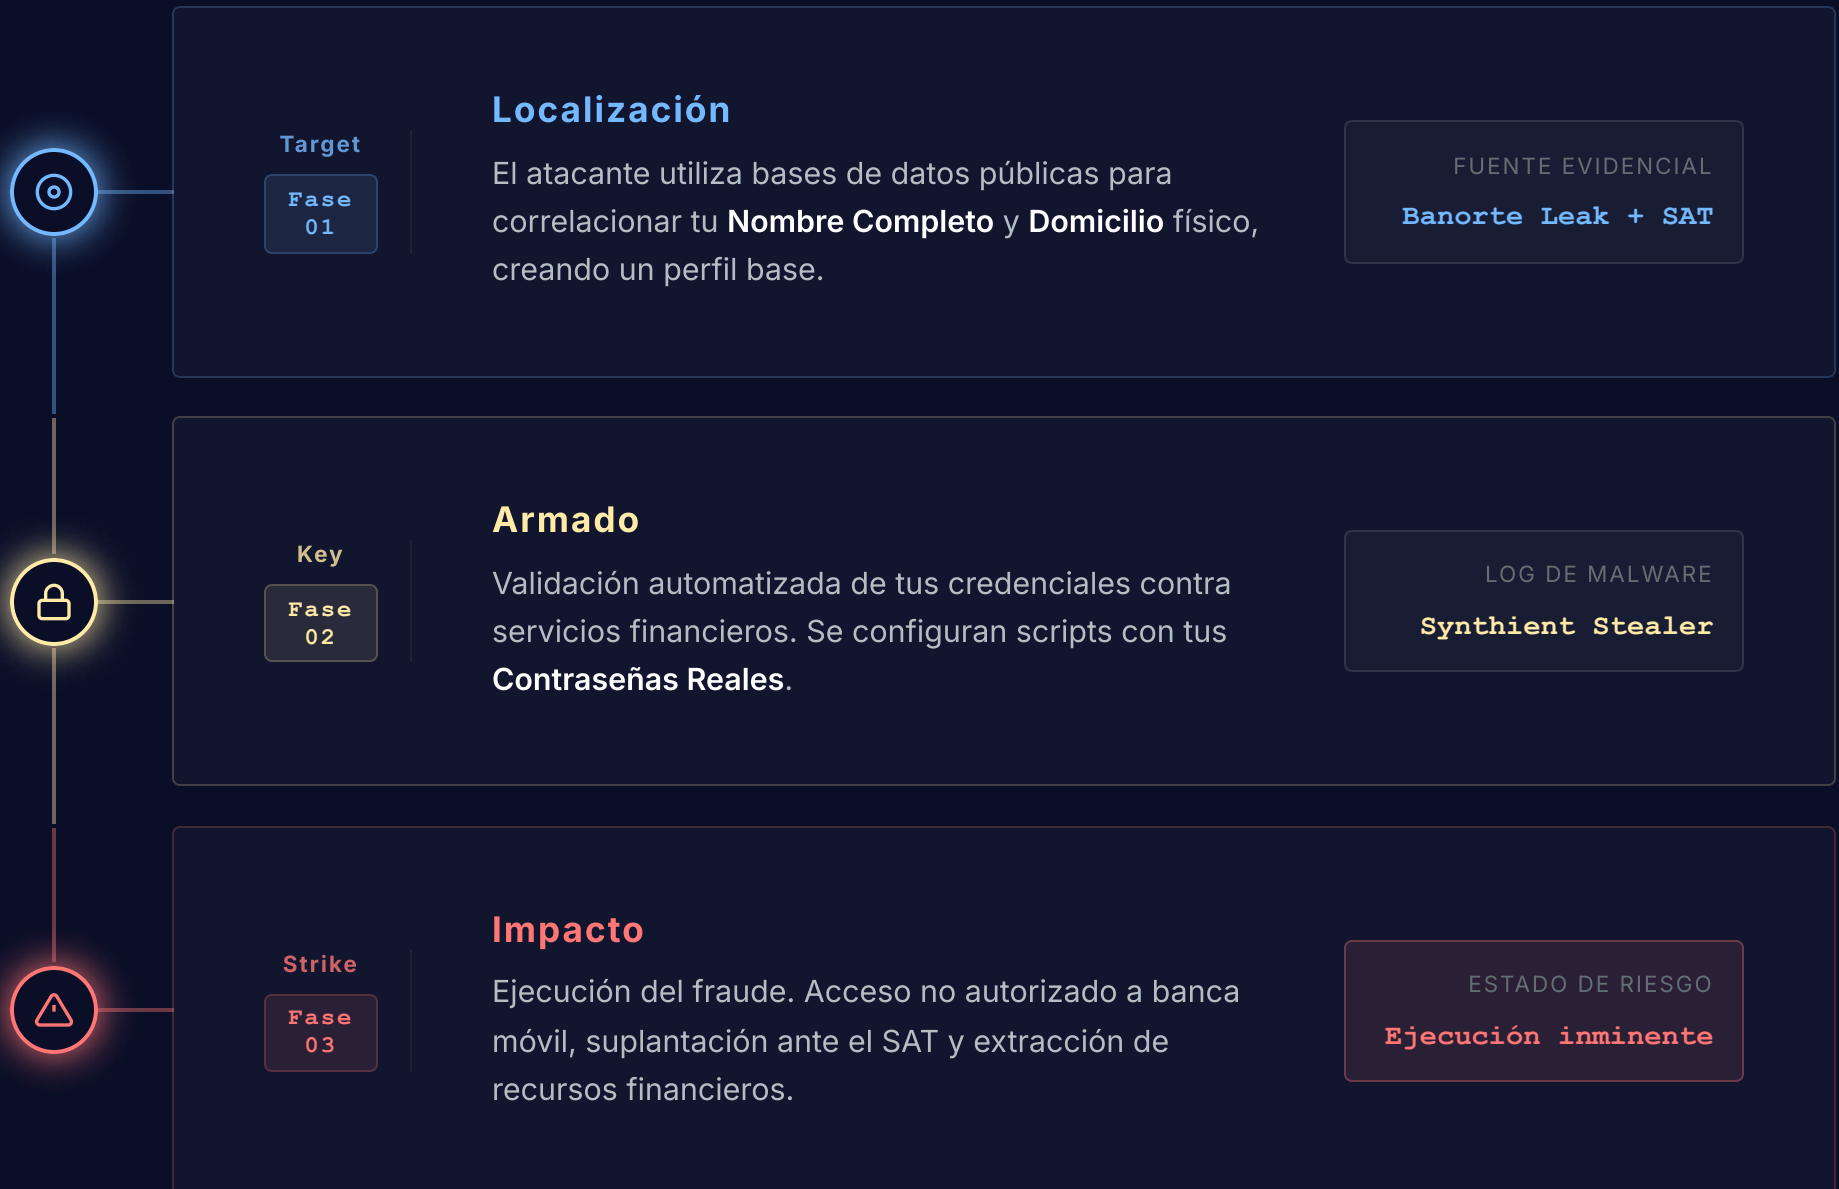 Target
Fase
01
Localización
El atacante utiliza bases de datos públicas para
correlacionar tu Nombre Completo y Domicilio físico,
creando un perfil base.
FUENTE EVIDENCIAL
Banorte Leak + SAT
Key
Fase
02
Armado
Validación automatizada de tus credenciales contra
servicios financieros. Se configuran scripts con tus
Contraseñas Reales.
LOG DE MALWARE
Synthient Stealer
Strike
Fase
03
Impacto
Ejecución del fraude. Acceso no autorizado a banca
móvil, suplantación ante el SAT y extracción de
recursos financieros.
ESTADO DE RIESGO
Ejecución inminente